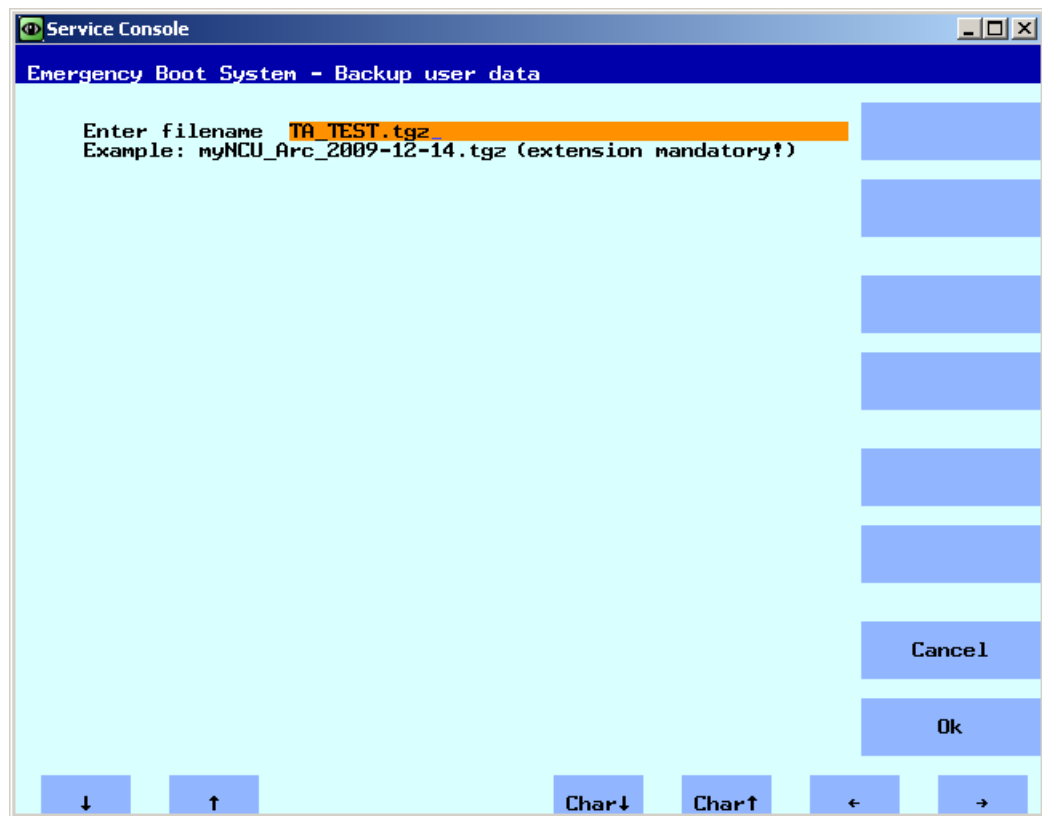 Service Console
Emergency Boot System - Backup user data
Enter filename TA_TEST.tgz_
Example: myNCU_Arc_2009-12-14.tgz (extension mandatory!)
Cancel
Ok
↓ ↑ Char↓ Char↑ ← →